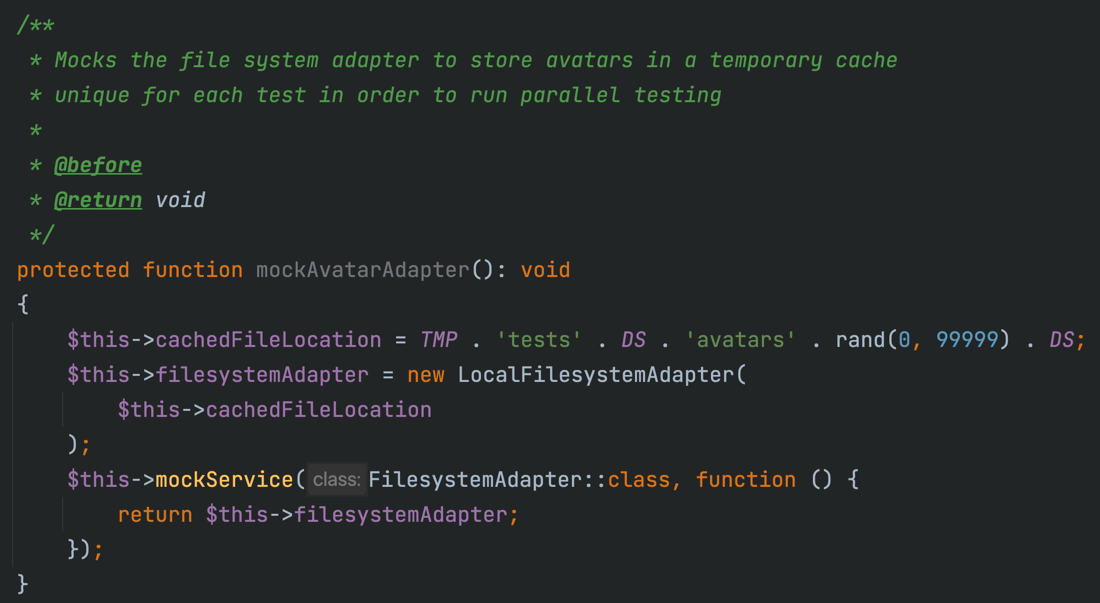 /**
 * Mocks the file system adapter to store avatars in a temporary cache
 * unique for each test in order to run parallel testing
 *
 * @before
 * @return void
 */
protected function mockAvatarAdapter(): void
{
    $this->cachedFileLocation = TMP . 'tests' . DS . 'avatars' . rand(0, 99999) . DS;
    $this->filesystemAdapter = new LocalFilesystemAdapter(
        $this->cachedFileLocation
    );
    $this->mockService( class: FilesystemAdapter::class, function () {
        return $this->filesystemAdapter;
    });
}